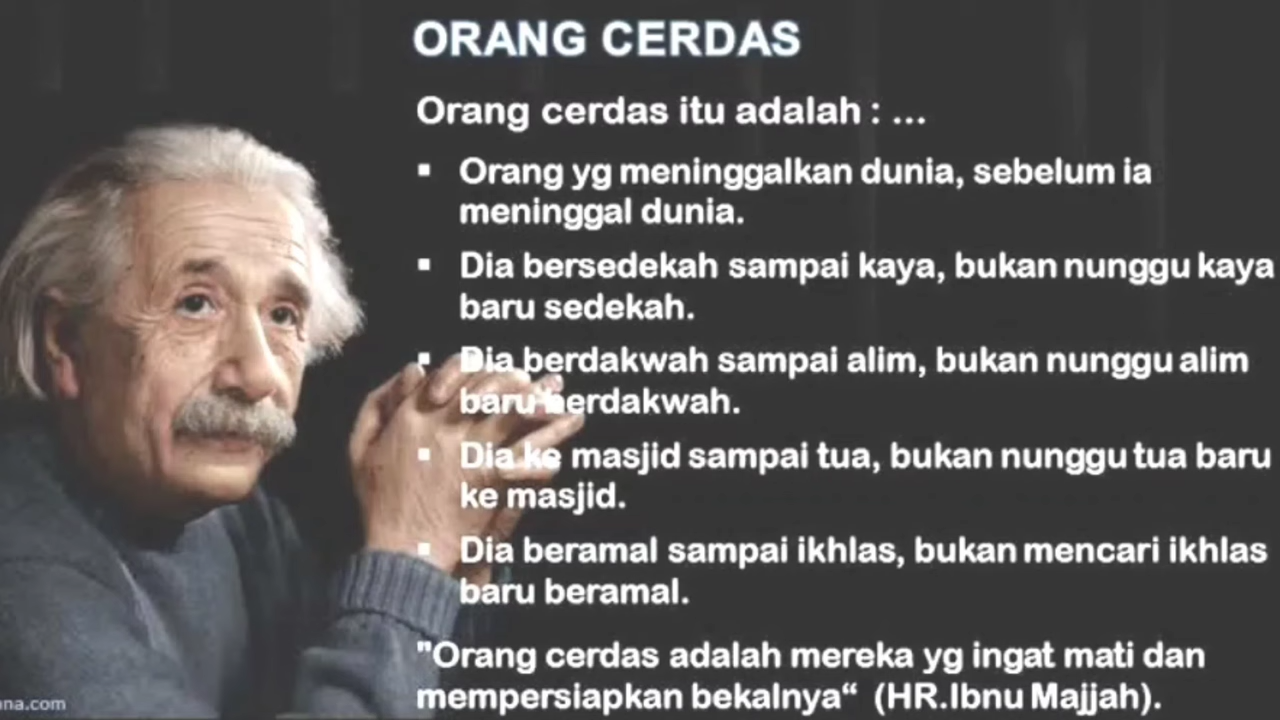 ORANG CERDAS
Orang cerdas itu adalah : ...
▪ Orang yg meninggalkan dunia, sebelum ia
meninggal dunia.
▪ Dia bersedekah sampai kaya, bukan nunggu kaya
baru sedekah.
▪ Dia berdakwah sampai alim, bukan nunggu alim
baru berdakwah.
▪ Dia ke masjid sampai tua, bukan nunggu tua baru
ke masjid.
▪ Dia beramal sampai ikhlas, bukan mencari ikhlas
baru beramal.
"Orang cerdas adalah mereka yg ingat mati dan
mempersiapkan bekalnya“ (HR.Ibnu Majjah).